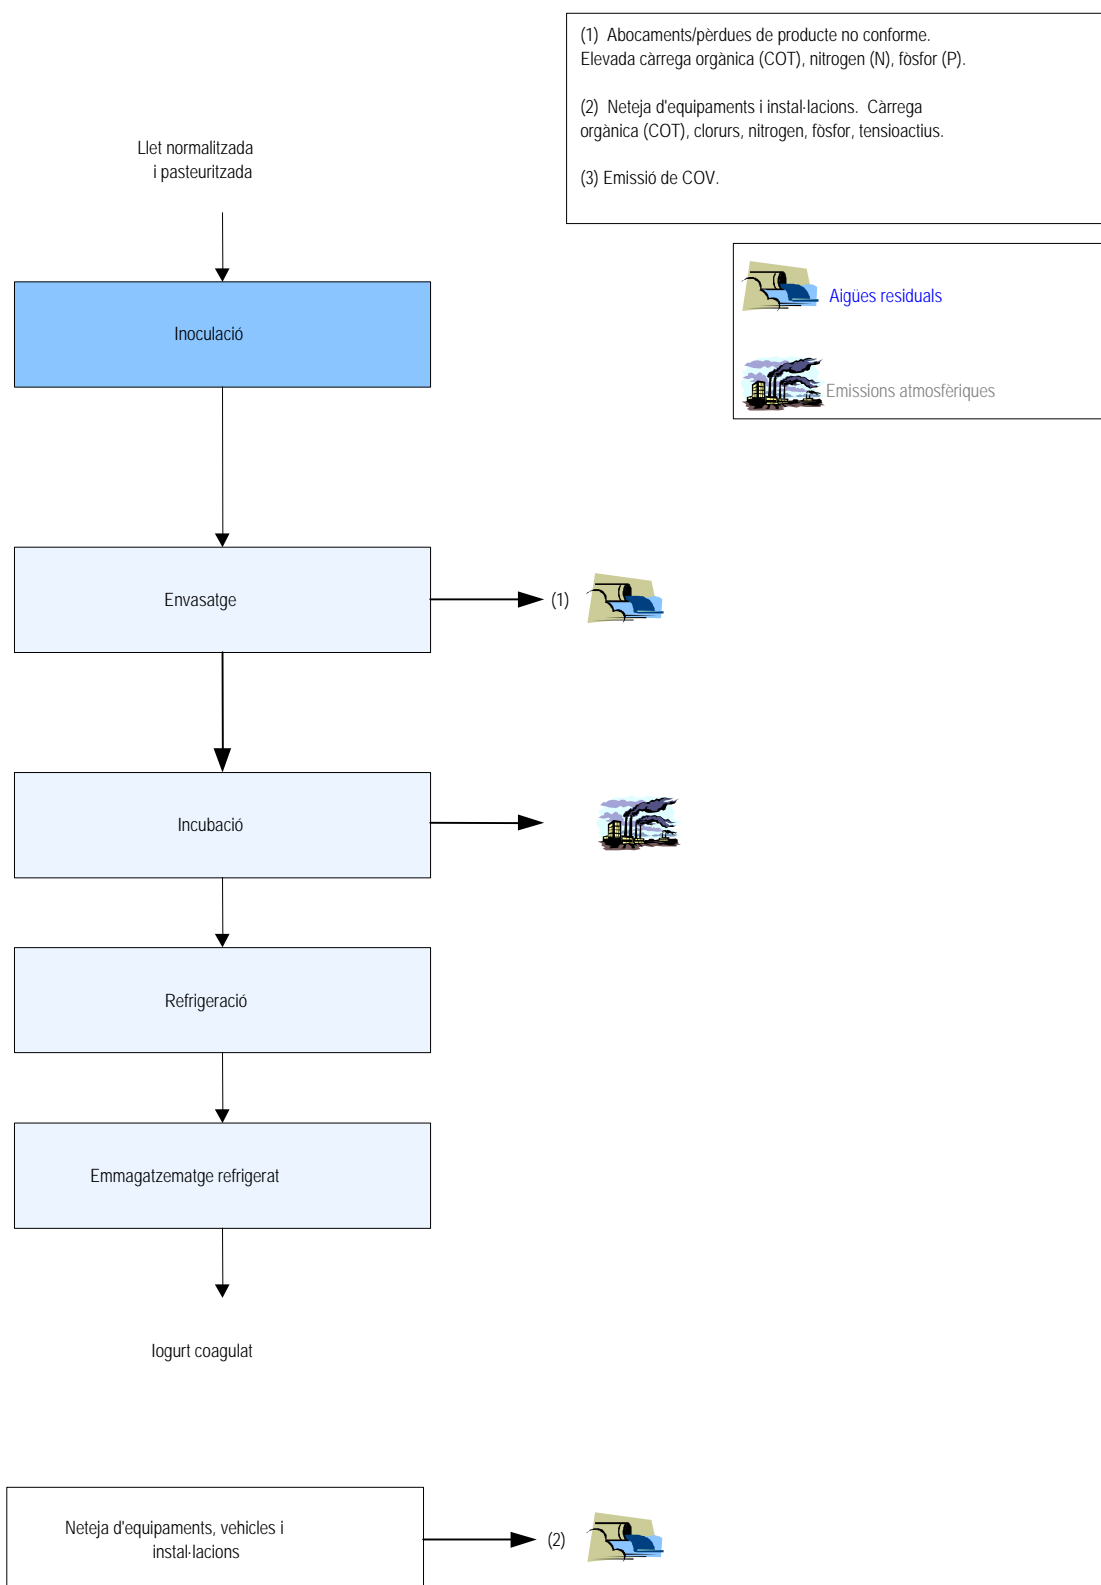 (1)  Abocaments/pèrdues de producte no conforme.
Elevada càrrega orgànica (COT), nitrogen (N), fòsfor (P).
(2)  Neteja d'equipaments i instal·lacions.  Càrrega
orgànica (COT), clorurs, nitrogen, fòsfor, tensioactius.
(3) Emissió de COV.
Llet normalitzada
i pasteuritzada
Aigües residuals
Inoculació
Emissions atmosfèriques
Envasatge
(1)
Incubació
Refrigeració
Emmagatzematge refrigerat
Iogurt coagulat
Neteja d'equipaments, vehicles i
instal·lacions
(2)